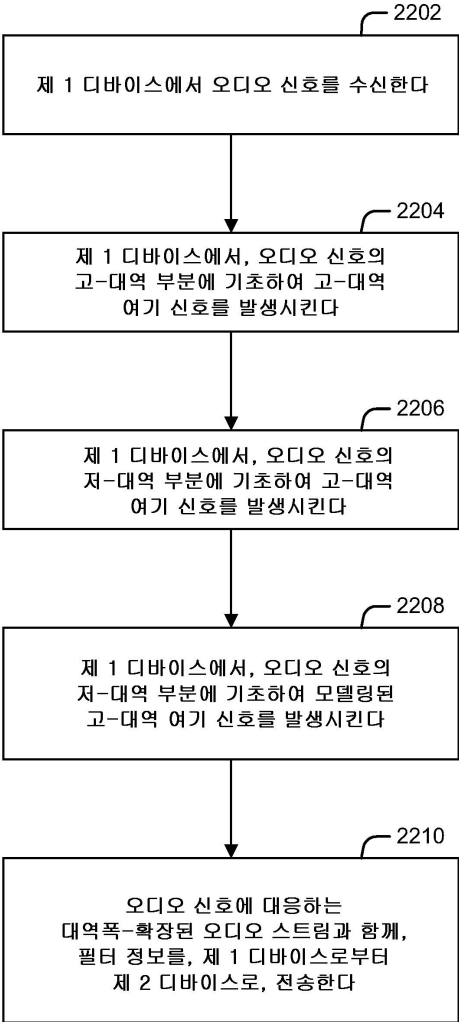 2202
제 1 디바이스에서 오디오 신호를 수신한다
2204
제 1 디바이스에서, 오디오 신호의
고-대역 부분에 기초하여 고-대역
여기 신호를 발생시킨다
2206
제 1 디바이스에서, 오디오 신호의
저-대역 부분에 기초하여 고-대역
여기 신호를 발생시킨다
2208
제 1 디바이스에서, 오디오 신호의
저-대역 부분에 기초하여 모델링된
고-대역 여기 신호를 발생시킨다
2210
오디오 신호에 대응하는
대역폭-확장된 오디오 스트림과 함께,
필터 정보를, 제 1 디바이스로부터
제 2 디바이스로, 전송한다